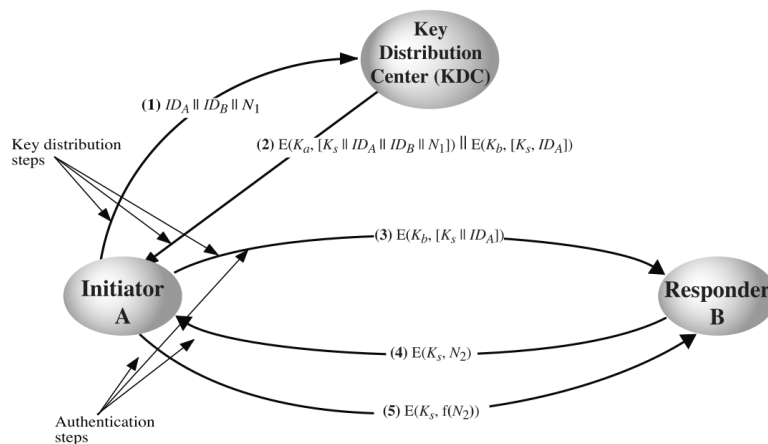 Key
Distribution
Center (KDC)
(1) ID_A || ID_B || N_1
(2) E(K_a, [K_s || ID_A || ID_B || N_1]) || E(K_b, [K_s, ID_A])
Key distribution
steps
(3) E(K_b, [K_s || ID_A])
Initiator
A
Responder
B
(4) E(K_s, N_2)
(5) E(K_s, f(N_2))
Authentication
steps